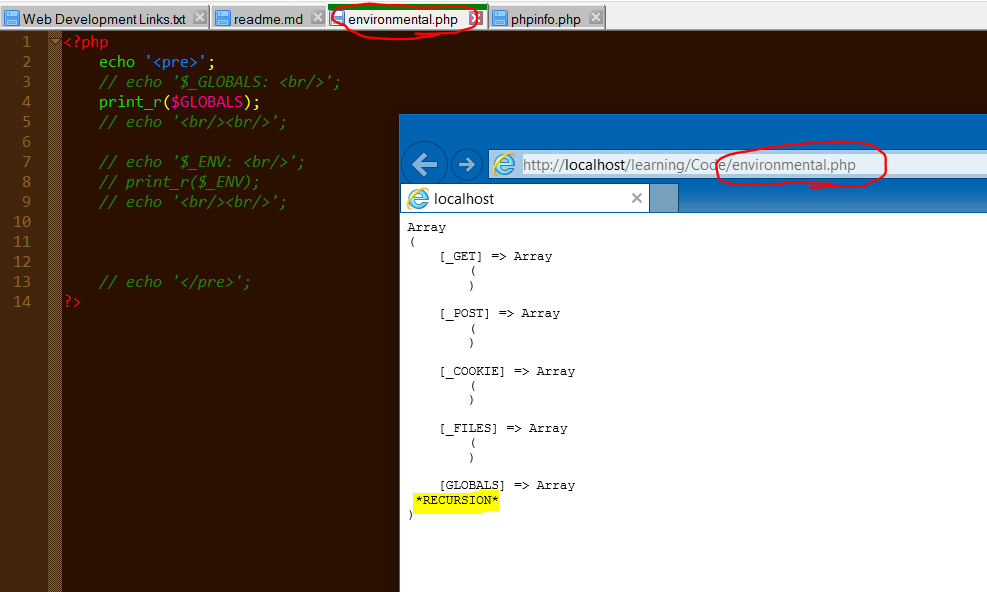 Web Development Links.txt readme.md environmental.php phpinfo.php
1 <?php
2 echo '<pre>';
3 // echo '$_GLOBALS: <br/>';
4 print_r($GLOBALS);
5 // echo '<br/><br/>';
6
7 // echo '$_ENV: <br/>';
8 // print_r($_ENV);
9 // echo '<br/><br/>';
10
11
12
13 // echo '</pre>';
14 ?>
http://localhost/learning/Code/environmental.php
localhost
Array
(
[_GET] => Array
(
)
[_POST] => Array
(
)
[_COOKIE] => Array
(
)
[_FILES] => Array
(
)
[GLOBALS] => Array
*RECURSION*
)